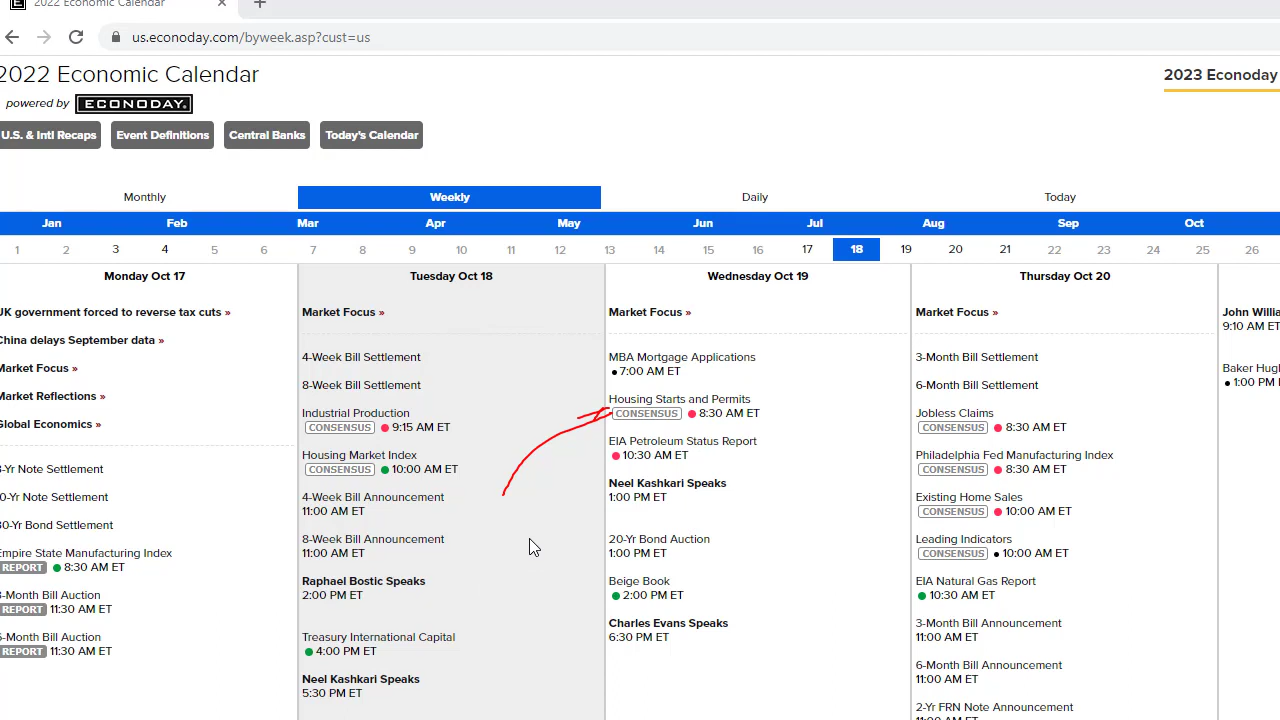 2022 Economic Calendar
us.econoday.com/byweek.asp?cust=us
2022 Economic Calendar
2023 Econoday
powered by ECONODAY®
U.S. & Intl Recaps Event Definitions Central Banks Today's Calendar
Monthly Weekly Daily Today
Jan Feb Mar Apr May Jun Jul Aug Sep Oct
1 2 3 4 5 6 7 8 9 10 11 12 13 14 15 16 17 18 19 20 21 22 23 24 25 26
Monday Oct 17
UK government forced to reverse tax cuts »
China delays September data »
Market Focus »
Market Reflections »
Global Economics »
-Yr Note Settlement
0-Yr Note Settlement
30-Yr Bond Settlement
Empire State Manufacturing Index
REPORT 8:30 AM ET
3-Month Bill Auction
REPORT 11:30 AM ET
6-Month Bill Auction
REPORT 11:30 AM ET
Tuesday Oct 18
Market Focus »
4-Week Bill Settlement
8-Week Bill Settlement
Industrial Production
CONSENSUS 9:15 AM ET
Housing Market Index
CONSENSUS 10:00 AM ET
4-Week Bill Announcement
11:00 AM ET
8-Week Bill Announcement
11:00 AM ET
Raphael Bostic Speaks
2:00 PM ET
Treasury International Capital
4:00 PM ET
Neel Kashkari Speaks
5:30 PM ET
Wednesday Oct 19
Market Focus »
MBA Mortgage Applications
7:00 AM ET
Housing Starts and Permits
CONSENSUS 8:30 AM ET
EIA Petroleum Status Report
10:30 AM ET
Neel Kashkari Speaks
1:00 PM ET
20-Yr Bond Auction
1:00 PM ET
Beige Book
2:00 PM ET
Charles Evans Speaks
6:30 PM ET
Thursday Oct 20
Market Focus »
3-Month Bill Settlement
6-Month Bill Settlement
Jobless Claims
CONSENSUS 8:30 AM ET
Philadelphia Fed Manufacturing Index
CONSENSUS 8:30 AM ET
Existing Home Sales
CONSENSUS 10:00 AM ET
Leading Indicators
CONSENSUS 10:00 AM ET
EIA Natural Gas Report
10:30 AM ET
3-Month Bill Announcement
11:00 AM ET
6-Month Bill Announcement
11:00 AM ET
2-Yr FRN Note Announcement
11:00 AM ET
John Willia
9:10 AM ET
Baker Hugh
1:00 PM